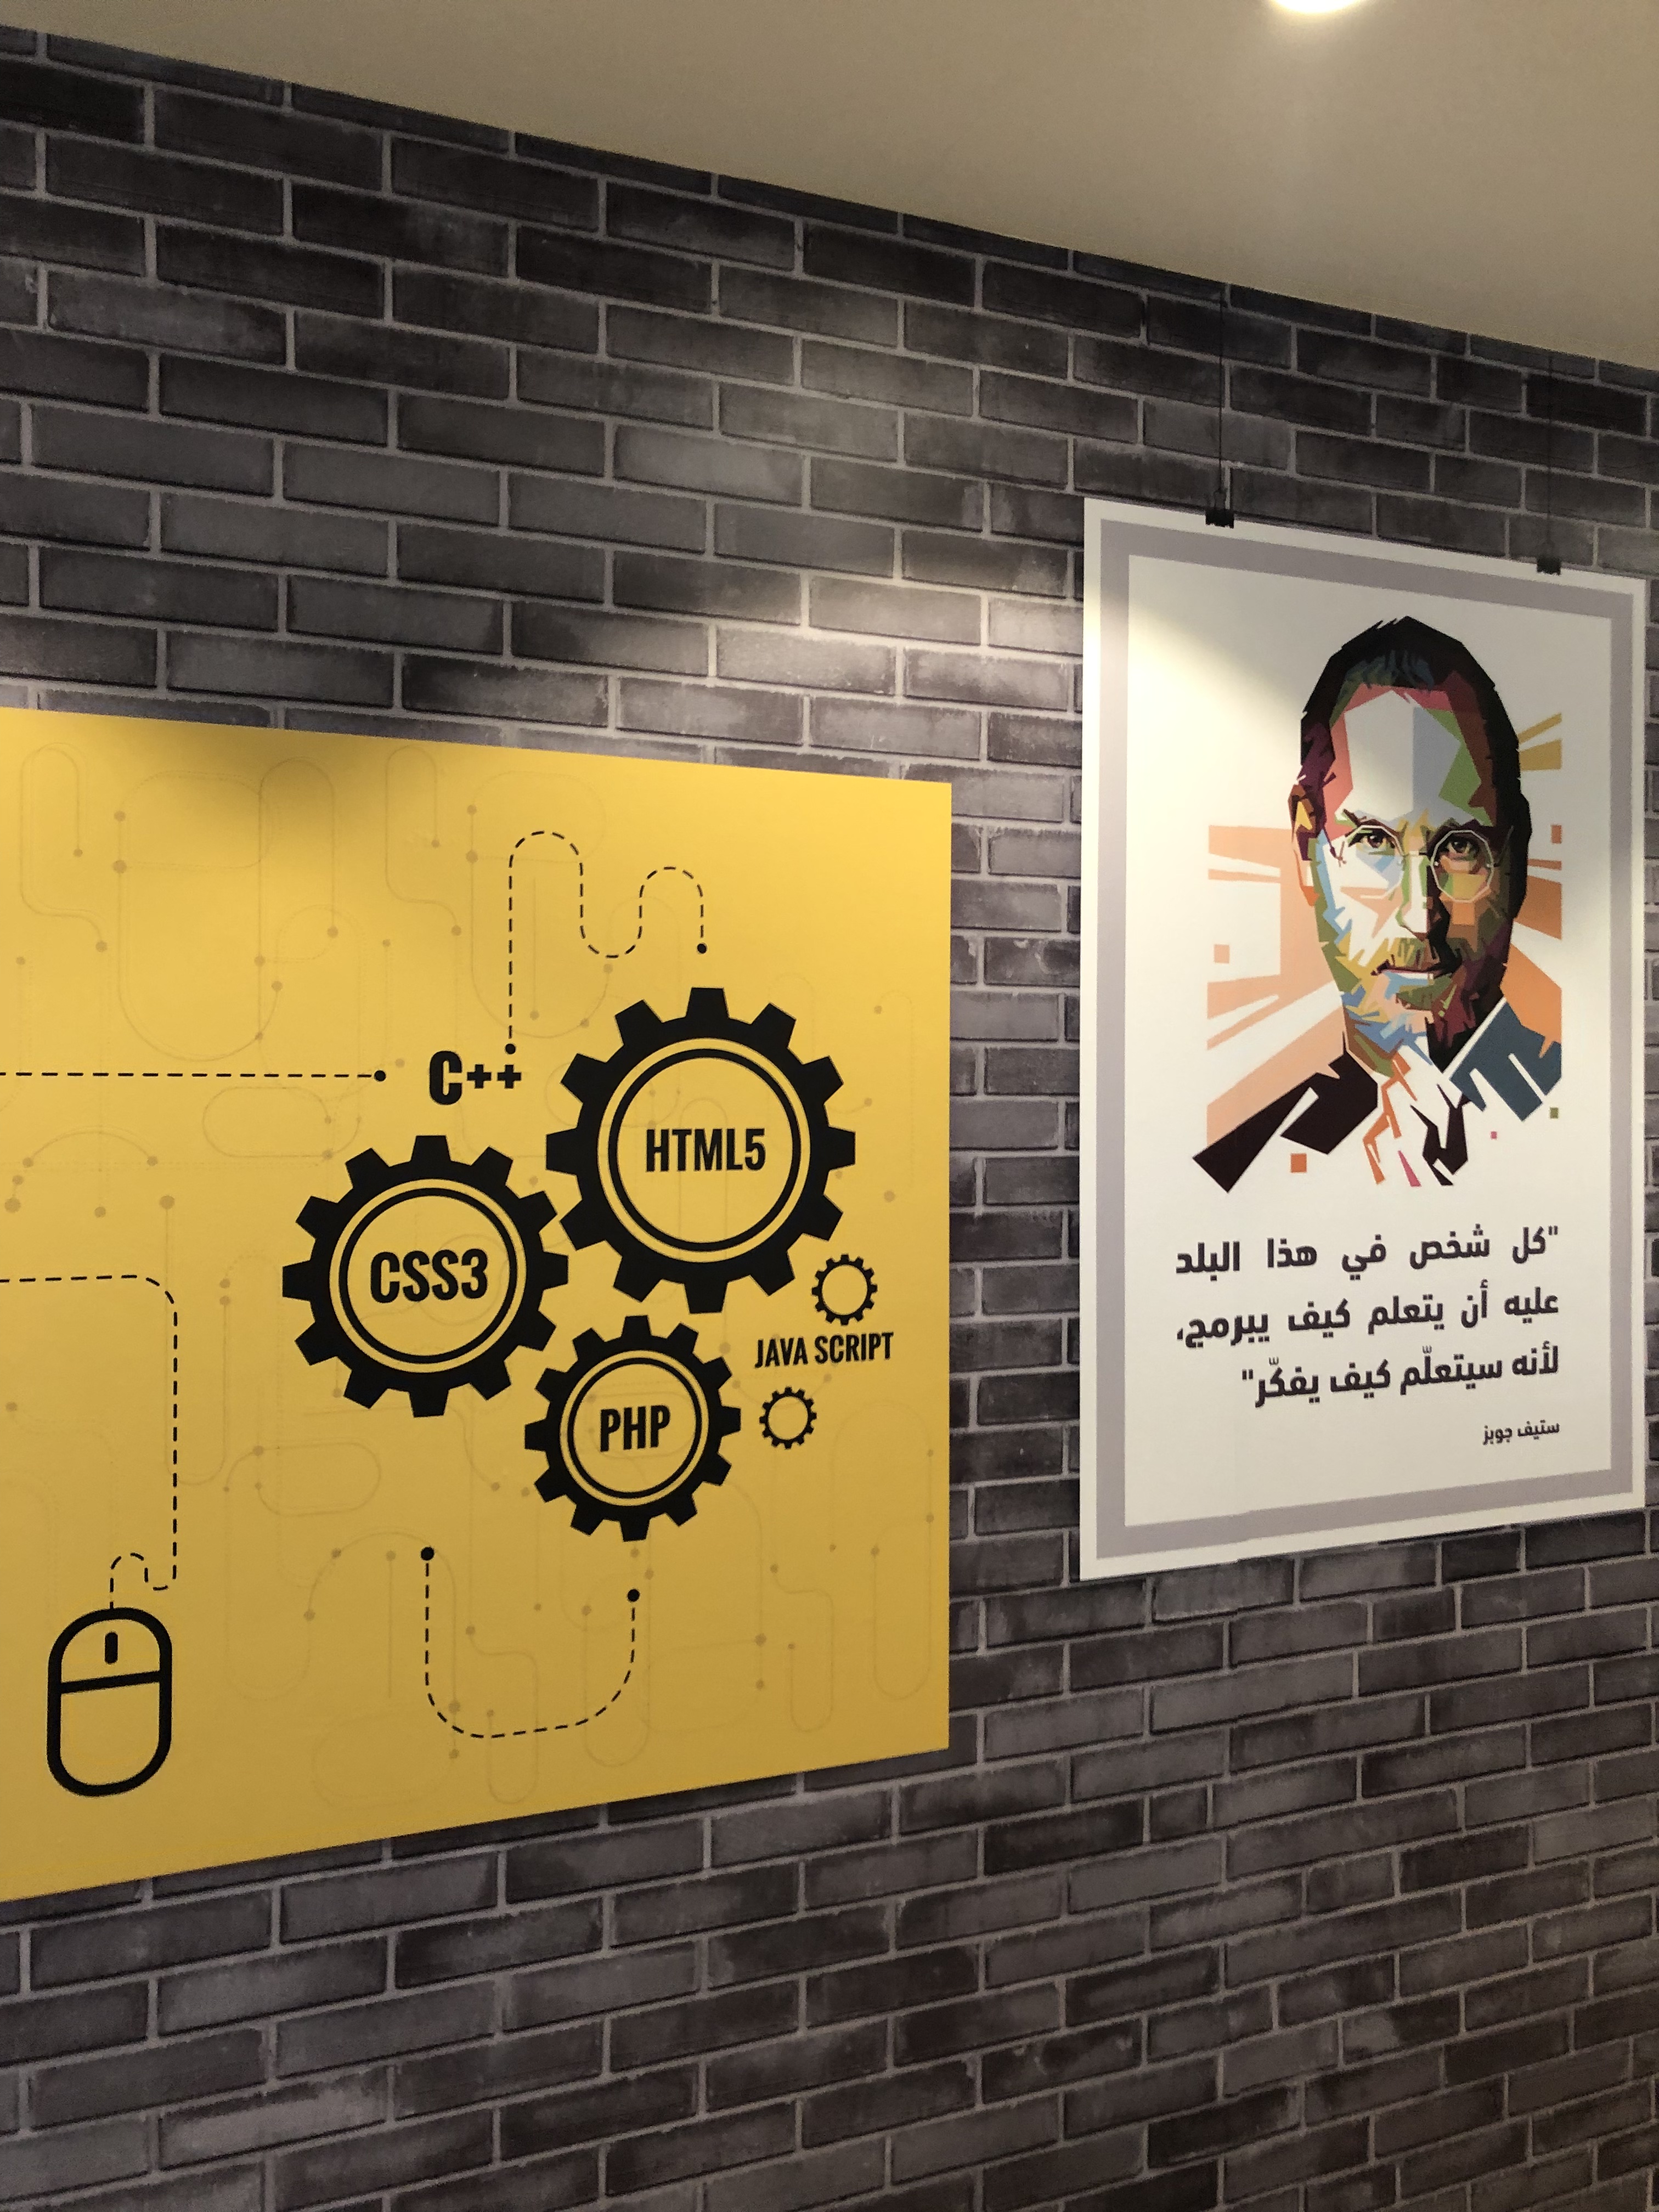 C++
HTML5
CSS3
JAVA SCRIPT
PHP
"كل شخص في هذا البلد
عليه أن يتعلم كيف يبرمج،
لأنه سيتعلّم كيف يفكّر"
ستيف جوبز